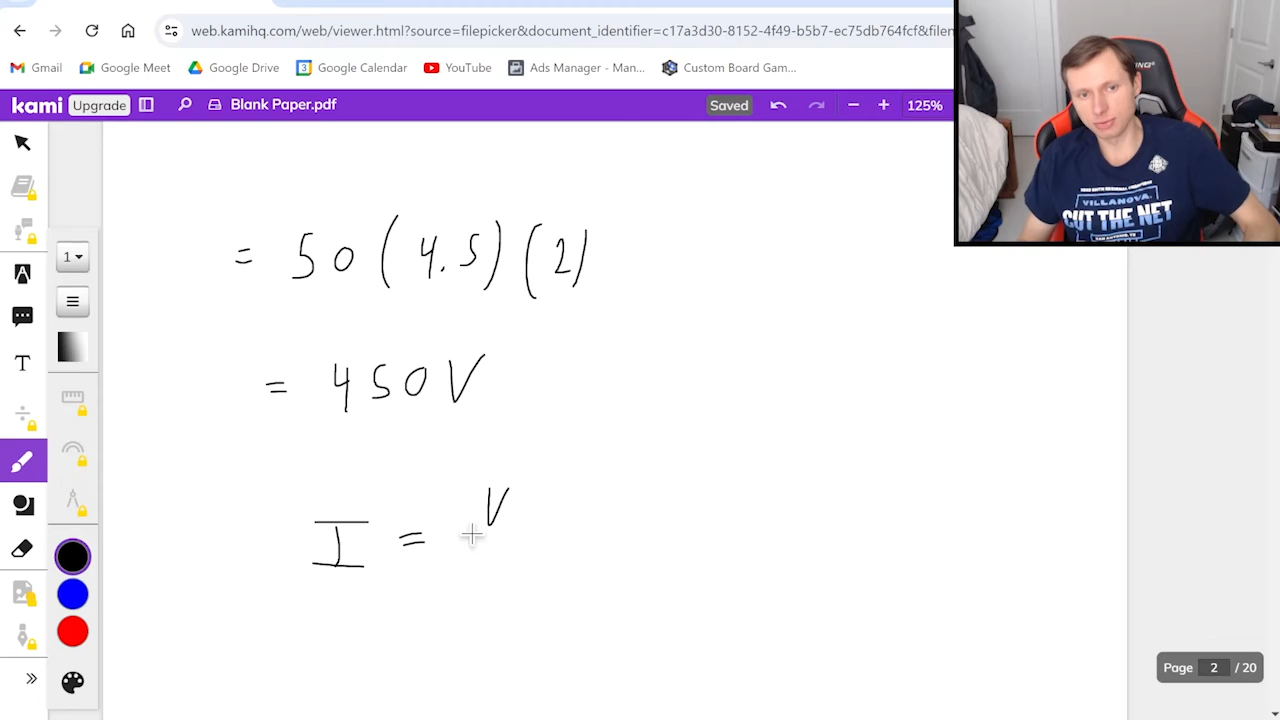 web.kamihq.com/web/viewer.html?source=filepicker&document_identifier=c17a3d30-8152-4f49-b5b7-ec75db764fcf&filen
Gmail Google Meet Google Drive 3 Google Calendar YouTube Ads Manager - Man... Custom Board Gam...
kami Upgrade Blank Paper.pdf Saved 125%
VILLANOVA
CUT THE NET
= 50 (4.5) (2)
1
= 450V
A
T
V
I =
Page 2 / 20